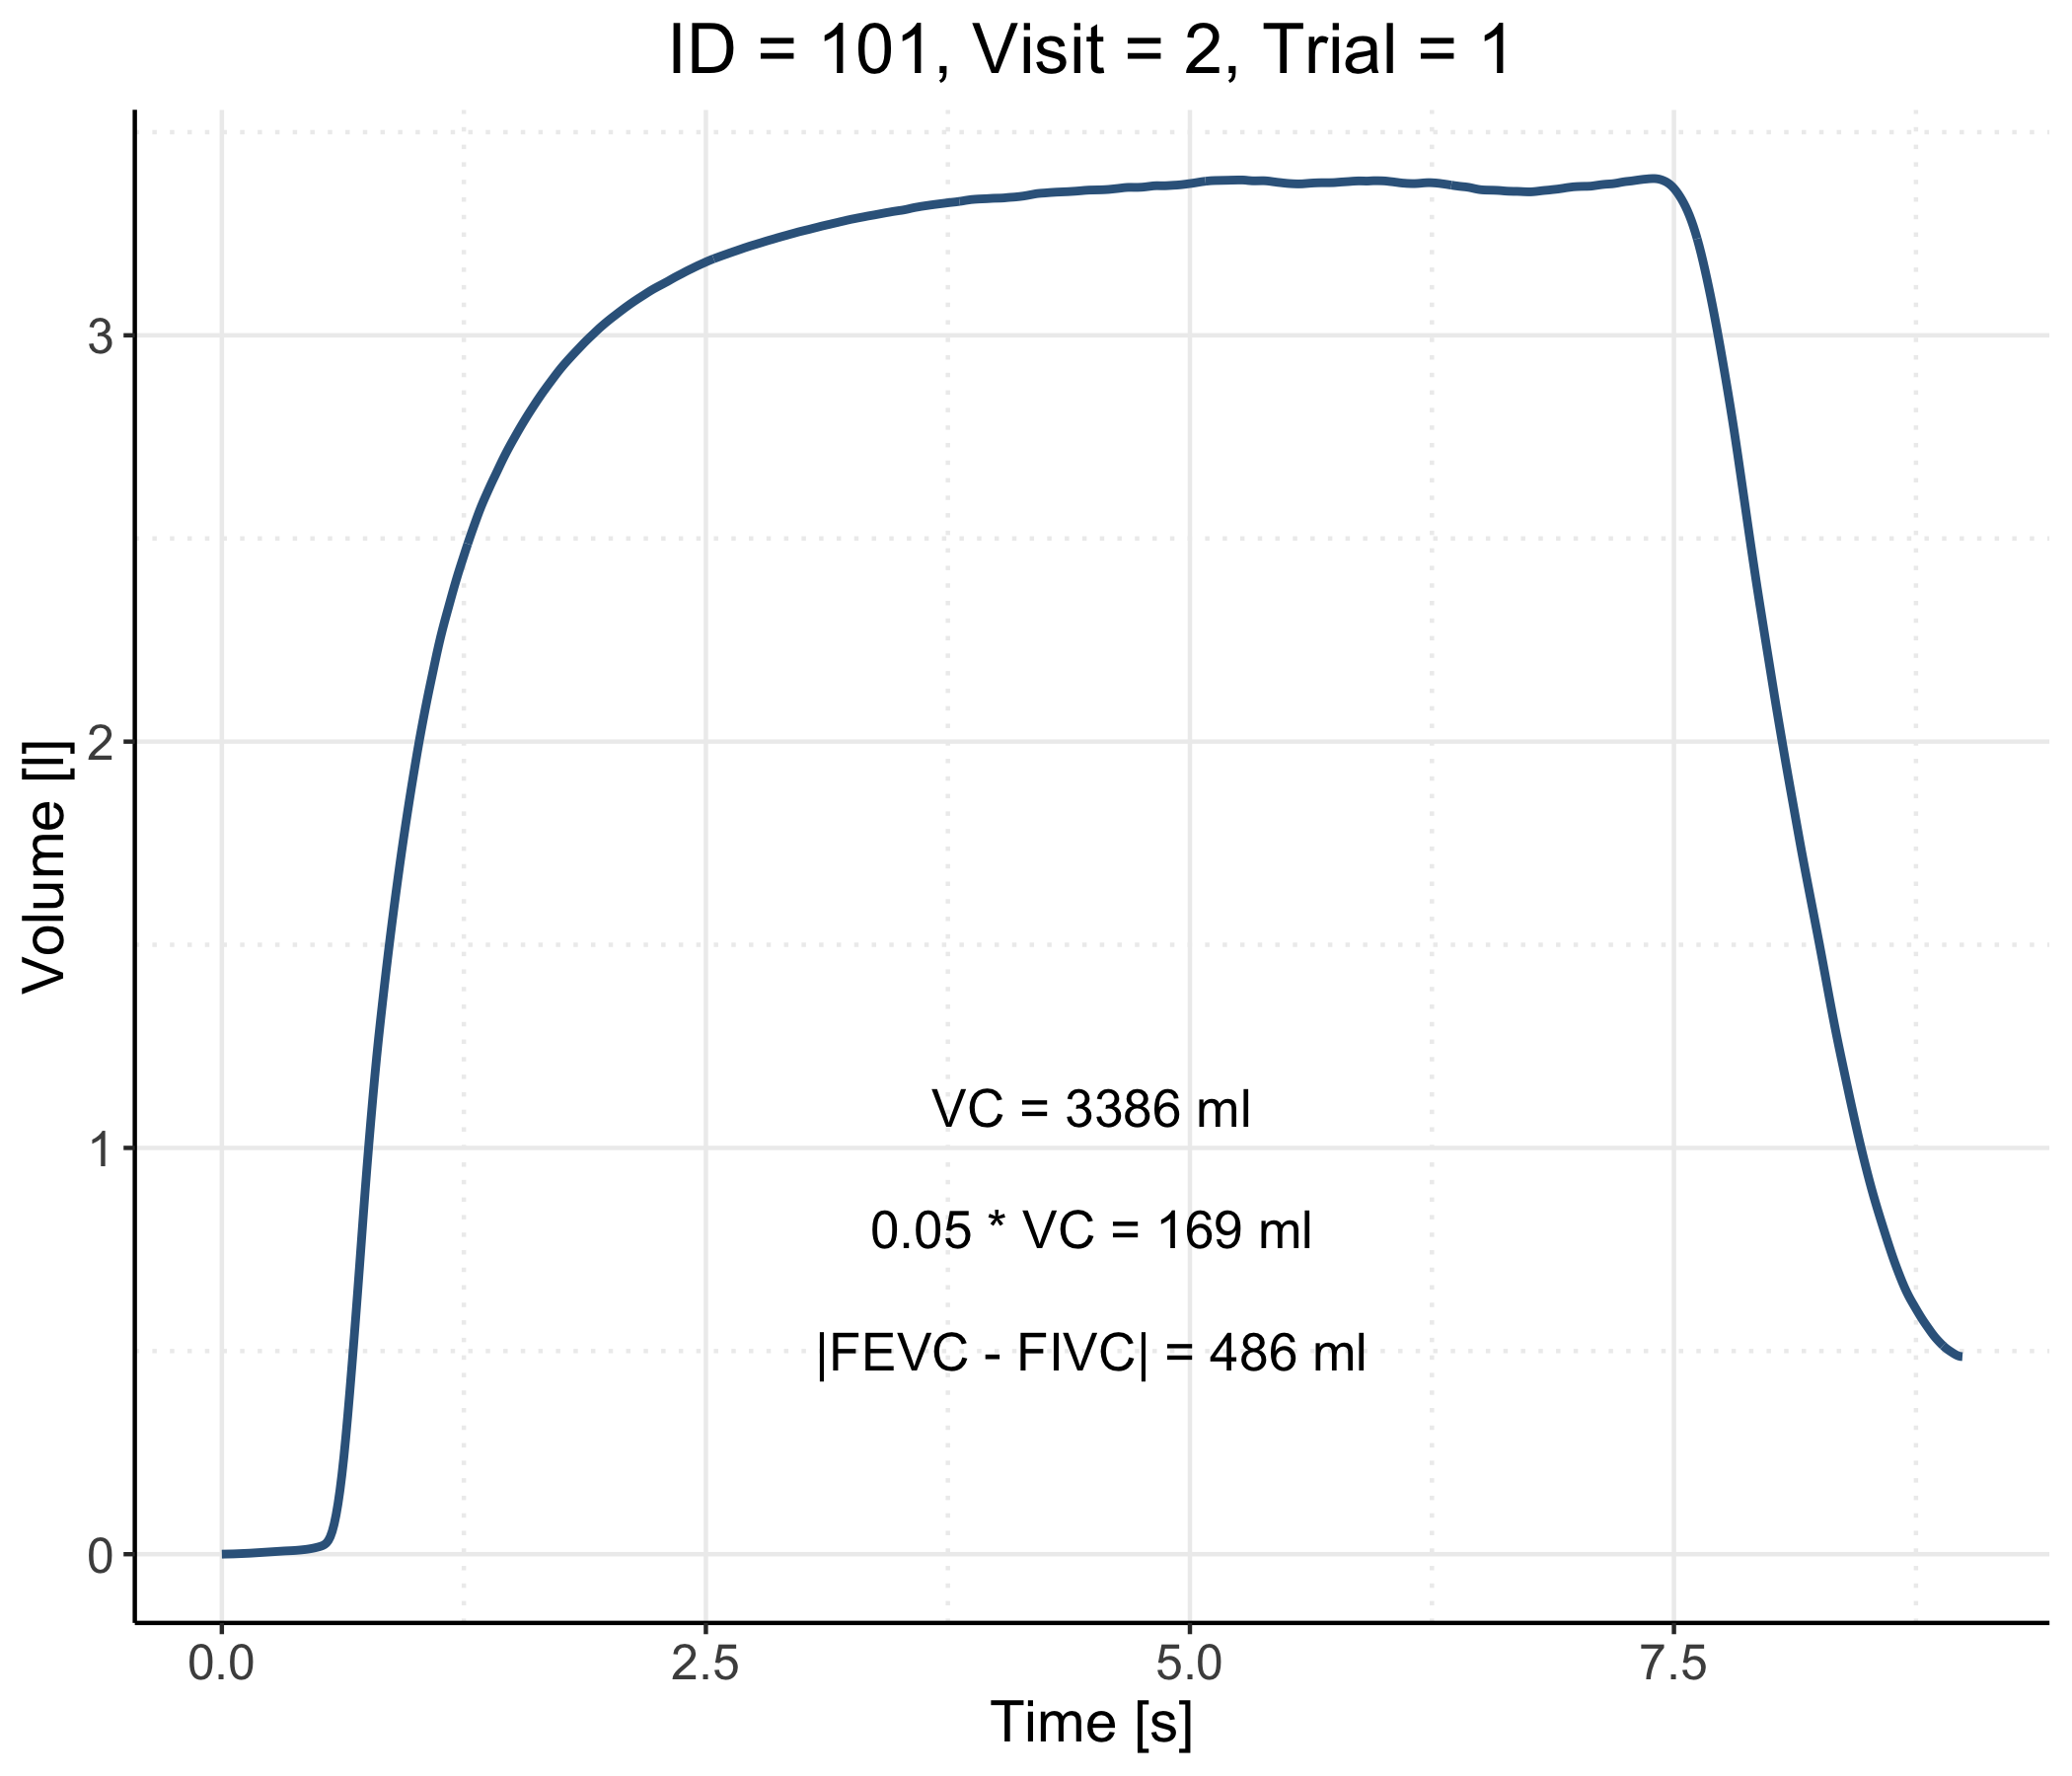 ID = 101, Visit = 2, Trial = 1
3
2
1
0
Volume [l]
VC = 3386 ml
0.05 * VC = 169 ml
|FEVC - FIVC| = 486 ml
0.0 2.5 5.0 7.5
Time [s]